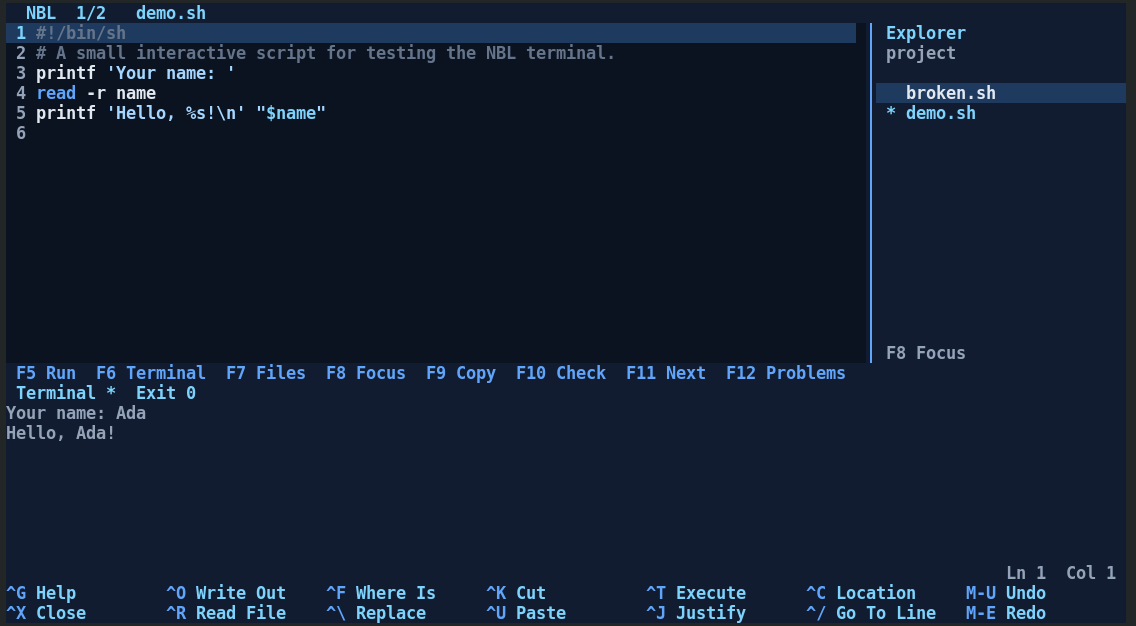 NBL 1/2 demo.sh
1 #!/bin/sh
2 # A small interactive script for testing the NBL terminal.
3 printf 'Your name: '
4 read -r name
5 printf 'Hello, %s!\n' "$name"
6
Explorer
project
broken.sh
* demo.sh
F8 Focus
F5 Run F6 Terminal F7 Files F8 Focus F9 Copy F10 Check F11 Next F12 Problems
Terminal * Exit 0
Your name: Ada
Hello, Ada!
Ln 1 Col 1
^G Help ^O Write Out ^F Where Is ^K Cut ^T Execute ^C Location M-U Undo
^X Close ^R Read File ^\ Replace ^U Paste ^J Justify ^/ Go To Line M-E Redo